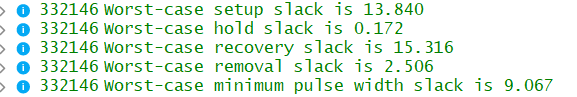 332146 Worst-case setup slack is 13.840
332146 Worst-case hold slack is 0.172
332146 Worst-case recovery slack is 15.316
332146 Worst-case removal slack is 2.506
332146 Worst-case minimum pulse width slack is 9.067